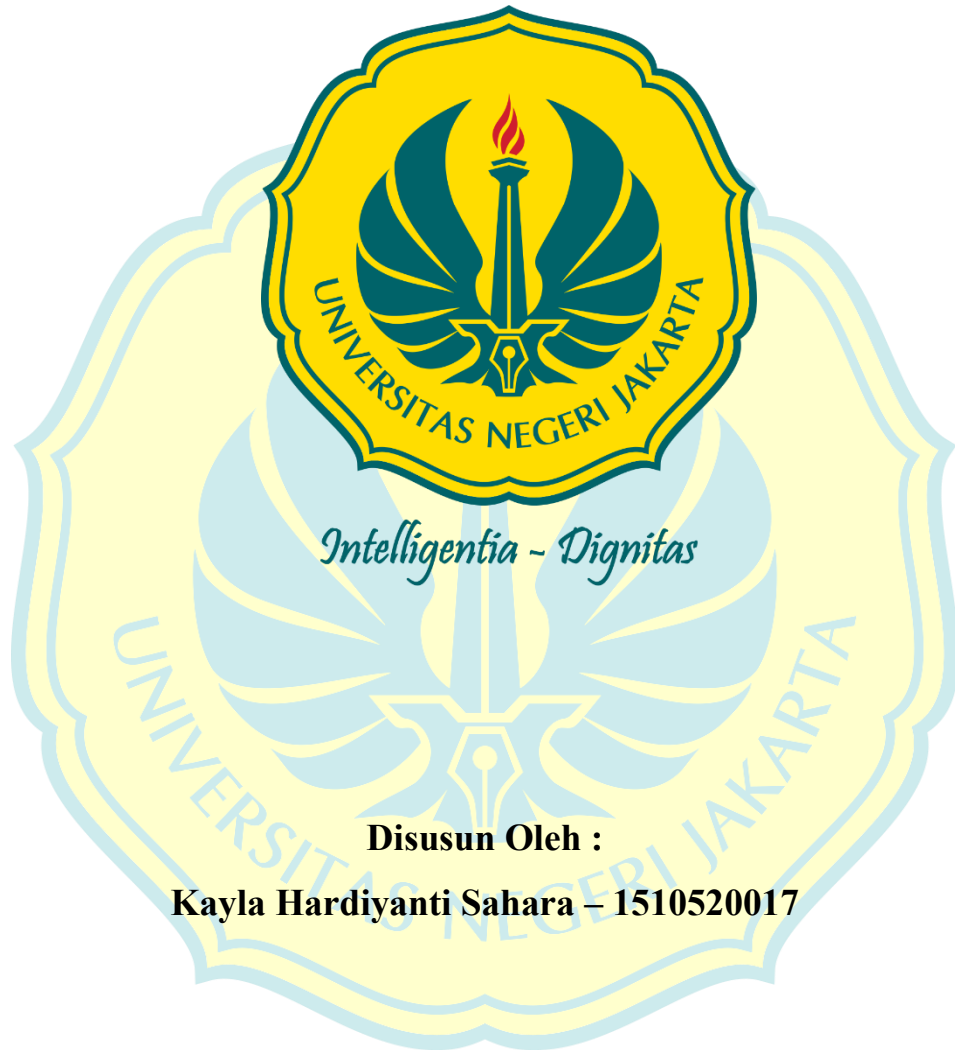 UNIVERSITAS NEGERI JAKARTA
Intelligentia - Dignitas
Disusun Oleh :
Kayla Hardiyanti Sahara – 1510520017
UNIVERSITAS NEGERI JAKARTA